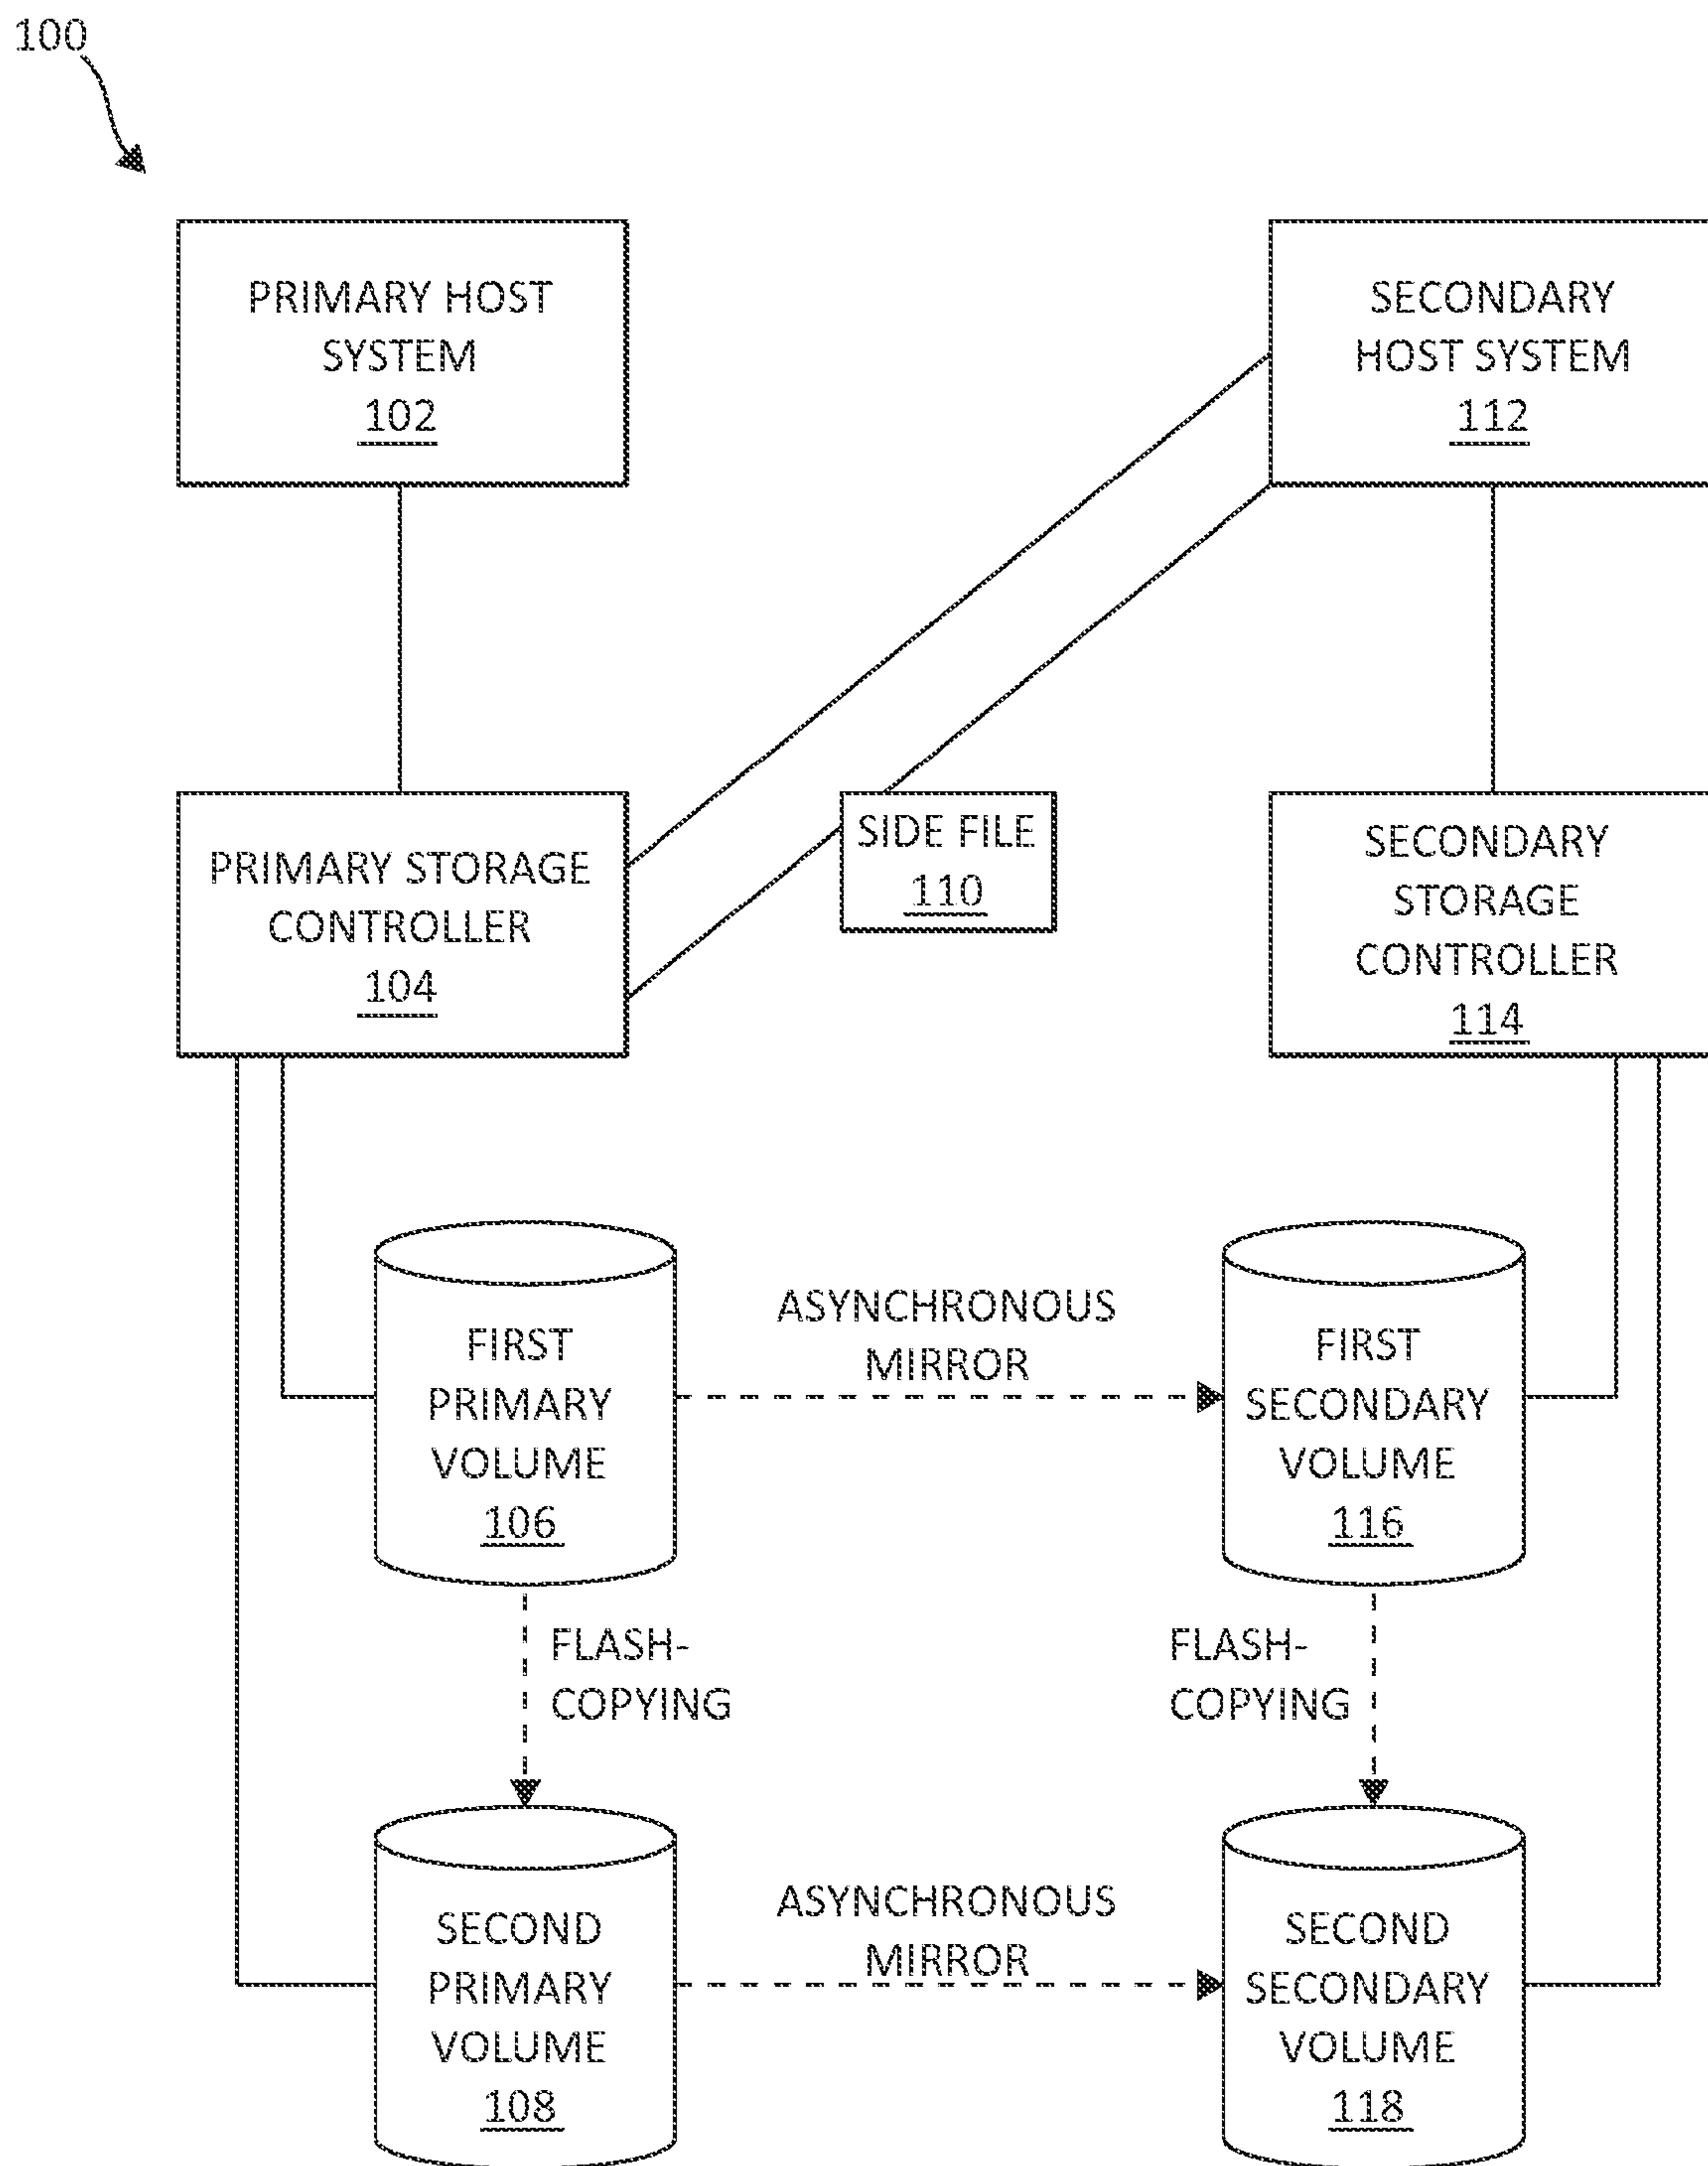 100
PRIMARY HOST
SYSTEM
102
SECONDARY
HOST SYSTEM
112
PRIMARY STORAGE
CONTROLLER
104
SIDE FILE
110
SECONDARY
STORAGE
CONTROLLER
114
FIRST
PRIMARY
VOLUME
106
ASYNCHRONOUS
MIRROR
FIRST
SECONDARY
VOLUME
116
FLASH-
COPYING
FLASH-
COPYING
SECOND
PRIMARY
VOLUME
108
ASYNCHRONOUS
MIRROR
SECOND
SECONDARY
VOLUME
118